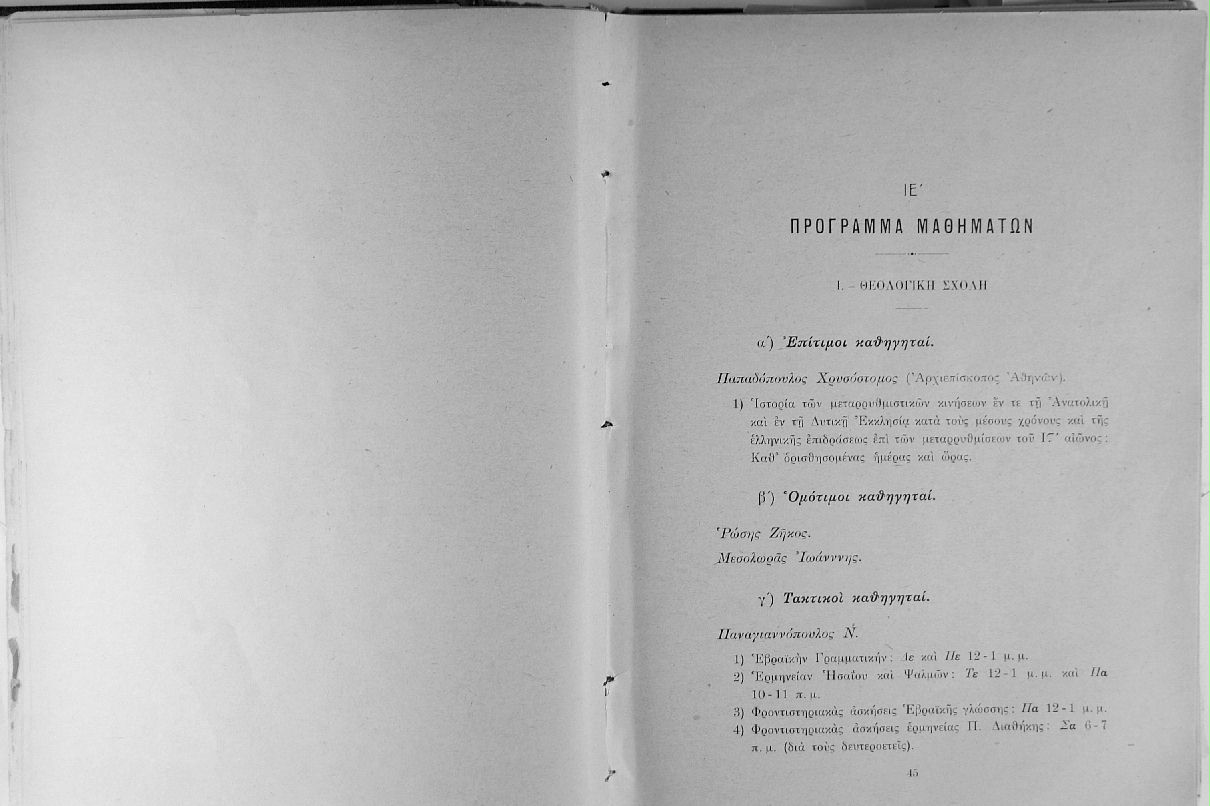 ΙΕ΄
ΠΡΟΓΡΑΜΜΑ ΜΑΘΗΜΑΤΩΝ
Ι. – ΘΕΟΛΟΓΙΚΗ ΣΧΟΛΗ
α΄) Ἐπίτιμοι καθηγηταί.
Παπαδόπουλος Χρυσόστομος (Ἀρχιεπίσκοπος Ἀθηνῶν).
1) Ἱστορία τῶν μεταρρυθμιστικῶν κινήσεων ἔν τε τῇ Ἀνατολικῇ
καὶ ἐν τῇ Δυτικῇ Ἐκκλησίᾳ κατὰ τοὺς μέσους χρόνους καὶ τῆς
ἑλληνικῆς ἐπιδράσεως ἐπὶ τῶν μεταρρυθμίσεων τοῦ ΙϚ΄ αἰῶνος:
Καθ' ὁρισθησομένας ἡμέρας καὶ ὥρας.
β΄) Ὁμότιμοι καθηγηταί.
Ῥώσης Ζῆκος.
Μεσολωρᾶς Ἰωάνννης.
γ΄) Τακτικοὶ καθηγηταί.
Παναγιαννόπουλος Ν.
1) Ἑβραϊκὴν Γραμματικήν: Δε καὶ Πε 12 - 1 μ. μ.
2) Ἑρμηνείαν Ἡσαΐου καὶ Ψαλμῶν: Τε 12 - 1 μ. μ. καὶ Πα
10 - 11 π. μ.
3) Φροντιστηριακὰς ἀσκήσεις Ἑβραϊκῆς γλώσσης: Πα 12 - 1 μ. μ.
4) Φροντιστηριακὰς ἀσκήσεις ἑρμηνείας Π. Διαθήκης: Σα 6 - 7
π. μ. (διὰ τοὺς δευτεροετεῖς).
45